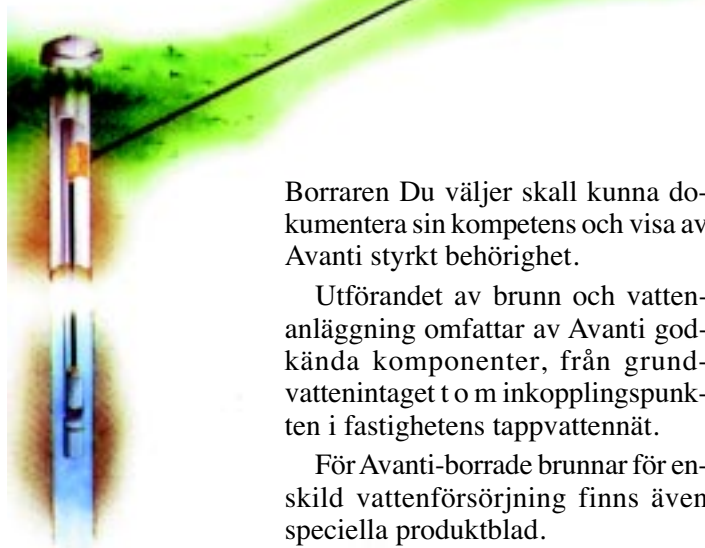 Borraren Du väljer skall kunna do-
kumentera sin kompetens och visa av
Avanti styrkt behörighet.
Utförandet av brunn och vatten-
anläggning omfattar av Avanti god-
kända komponenter, från grund-
vattenintaget t o m inkopplingspunk-
ten i fastighetens tappvattennät.
För Avanti-borrade brunnar för en-
skild vattenförsörjning finns även
speciella produktblad.